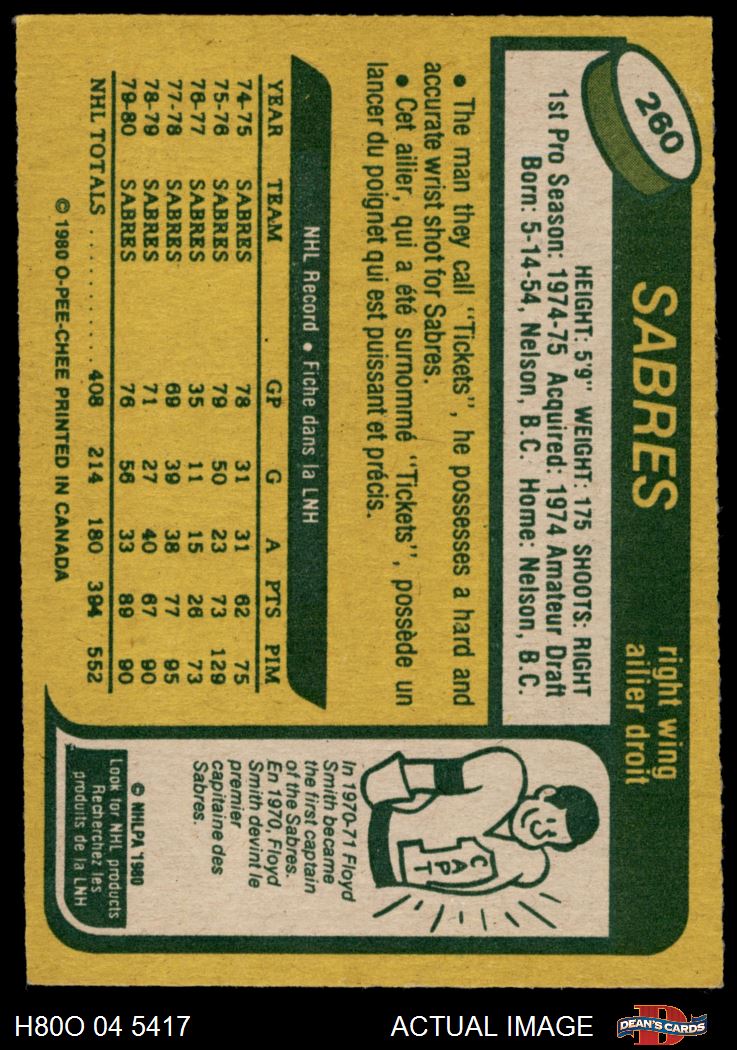 260
SABRES
right wing
ailier droit
HEIGHT: 5'9" WEIGHT: 175 SHOOTS: RIGHT
1st Pro Season: 1974-75 Acquired: 1974 Amateur Draft
Born: 5-14-54, Nelson, B.C. Home: Nelson, B.C.
• The man they call "Tickets", he possesses a hard and
accurate wrist shot for Sabres.
• Cet ailier, qui a été surnommé "Tickets", possède un
lancer du poignet qui est puissant et précis.
NHL Record • Fiche dans la LNH
YEAR TEAM GP G A PTS PIM
74-75 SABRES 78 31 31 62 75
75-76 SABRES 79 50 23 73 129
76-77 SABRES 35 11 15 26 73
77-78 SABRES 69 39 38 77 95
78-79 SABRES 71 27 40 67 90
79-80 SABRES 76 56 33 89 90
NHL TOTALS .......... 408 214 180 394 552
© 1980 O-PEE-CHEE PRINTED IN CANADA
CAPT
In 1970-71 Floyd
Smith became
the first captain
of the Sabres.
En 1970, Floyd
Smith devint le
premier
capitaine des
Sabres.
© NHLPA 1980
Look for NHL products
Recherchez les
produits de la LNH
H80O 04 5417
ACTUAL IMAGE
D
DEAN'S CARDS